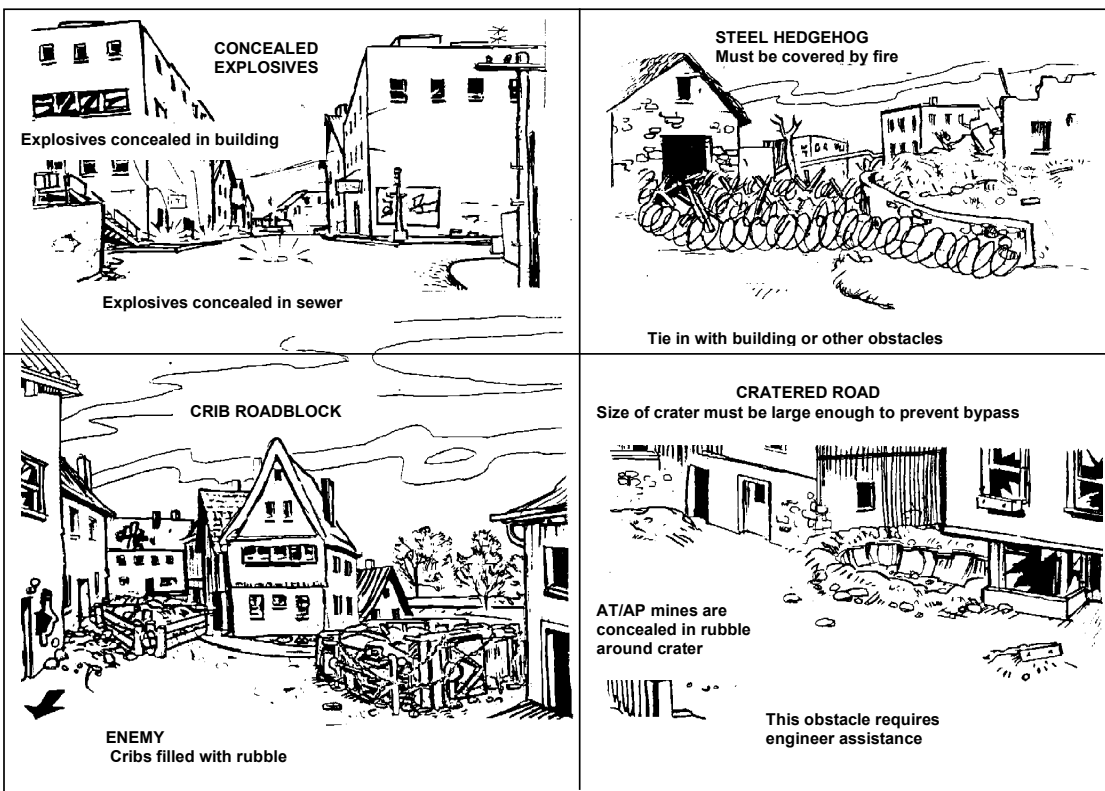 CONCEALED
EXPLOSIVES
Explosives concealed in building
Explosives concealed in sewer
STEEL HEDGEHOG
Must be covered by fire
Tie in with building or other obstacles
CRIB ROADBLOCK
ENEMY
Cribs filled with rubble
CRATERED ROAD
Size of crater must be large enough to prevent bypass
AT/AP mines are
concealed in rubble
around crater
This obstacle requires
engineer assistance